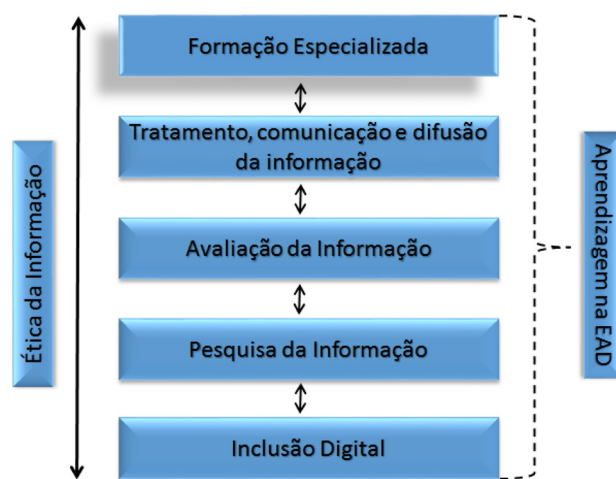 Formação Especializada
Tratamento, comunicação e difusão
da informação
Avaliação da Informação
Pesquisa da Informação
Inclusão Digital
Ética da Informação
Aprendizagem na EAD